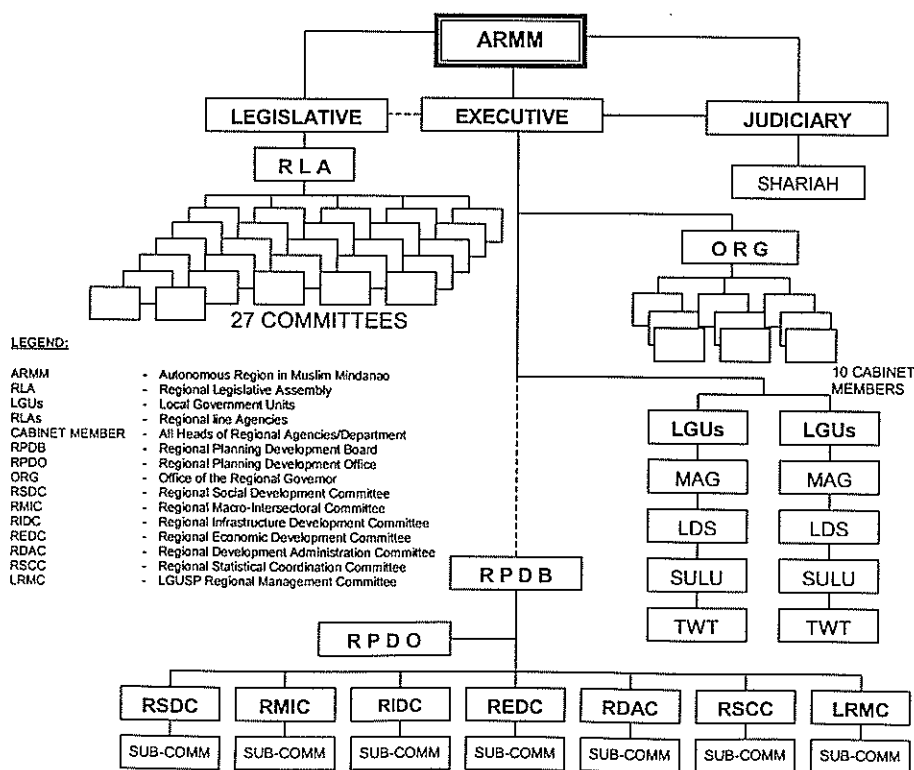 ARMM
LEGISLATIVE
EXECUTIVE
JUDICIARY
R L A
SHARIAH
O R G
27 COMMITTEES
10 CABINET
MEMBERS
LEGEND:
ARMM - Autonomous Region in Muslim Mindanao
RLA - Regional Legislative Assembly
LGUs - Local Government Units
RLAs - Regional line Agencies
CABINET MEMBER - All Heads of Regional Agencies/Department
RPDB - Regional Planning Development Board
RPDO - Regional Planning Development Office
ORG - Office of the Regional Governor
RSDC - Regional Social Development Committee
RMIC - Regional Macro-Intersectoral Committee
RIDC - Regional Infrastructure Development Committee
REDC - Regional Economic Development Committee
RDAC - Regional Development Administration Committee
RSCC - Regional Statistical Coordination Committee
LRMC - LGUSP Regional Management Committee
LGUs LGUs
MAG MAG
LDS LDS
SULU SULU
TWT TWT
R P D B
R P D O
RSDC RMIC RIDC REDC RDAC RSCC LRMC
SUB-COMM SUB-COMM SUB-COMM SUB-COMM SUB-COMM SUB-COMM SUB-COMM